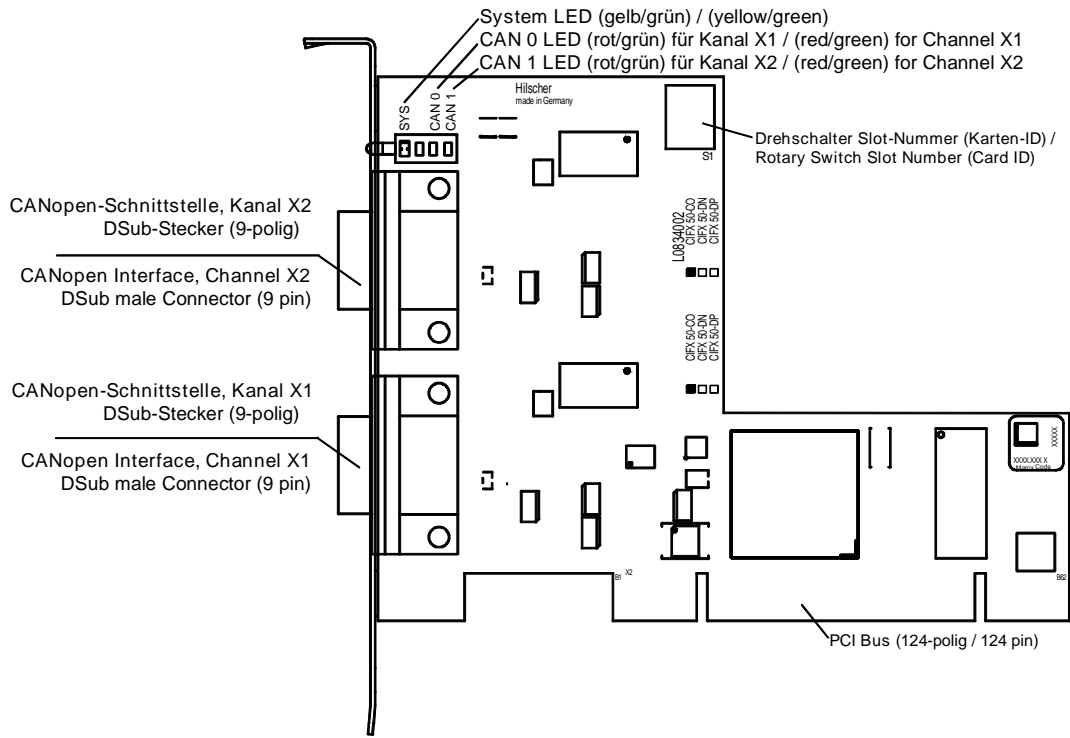 System LED (gelb/grün) / (yellow/green)
CAN 0 LED (rot/grün) für Kanal X1 / (red/green) for Channel X1
CAN 1 LED (rot/grün) für Kanal X2 / (red/green) for Channel X2
SYS
CAN 0
CAN 1
Hilscher
made in Germany
S1
Drehschalter Slot-Nummer (Karten-ID) /
Rotary Switch Slot Number (Card ID)
CANopen-Schnittstelle, Kanal X2
DSub-Stecker (9-polig)
CANopen Interface, Channel X2
DSub male Connector (9 pin)
L0834002
CIFX 50-CO
CIFX 50-DN
CIFX 50-DP
CIFX 50-CO
CIFX 50-DN
CIFX 50-DP
CANopen-Schnittstelle, Kanal X1
DSub-Stecker (9-polig)
CANopen Interface, Channel X1
DSub male Connector (9 pin)
XXXXX
XXXX.XXX X
Matrix Code
B1
X2
B62
PCI Bus (124-polig / 124 pin)